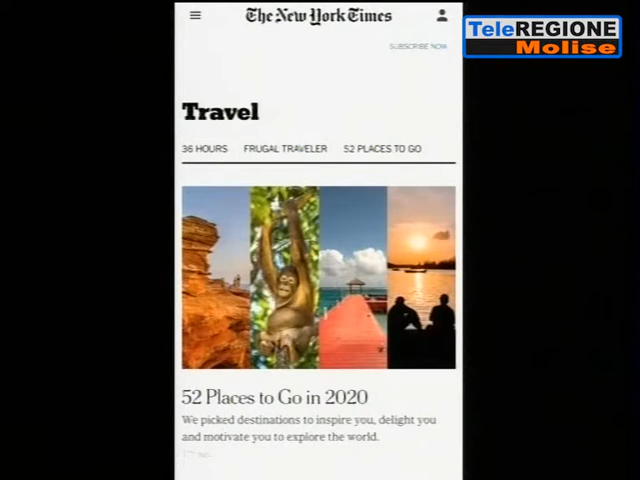 The New York Times
TeleREGIONE
Molise
SUBSCRIBE NOW
Travel
36 HOURS FRUGAL TRAVELER 52 PLACES TO GO
52 Places to Go in 2020
We picked destinations to inspire you, delight you
and motivate you to explore the world.